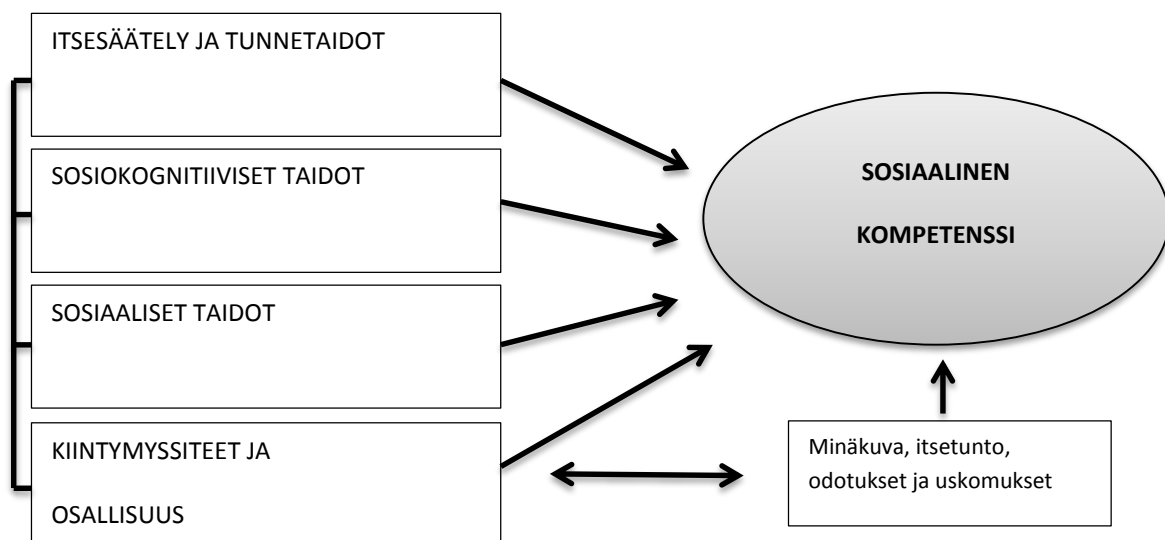 ITSESÄÄTELY JA TUNNETAIDOT
SOSIOKOGNITIIVISET TAIDOT
SOSIAALISET TAIDOT
KIINTYMYSSITEET JA
OSALLISUUS
SOSIAALINEN
KOMPETENSSI
Minäkuva, itsetunto,
odotukset ja uskomukset